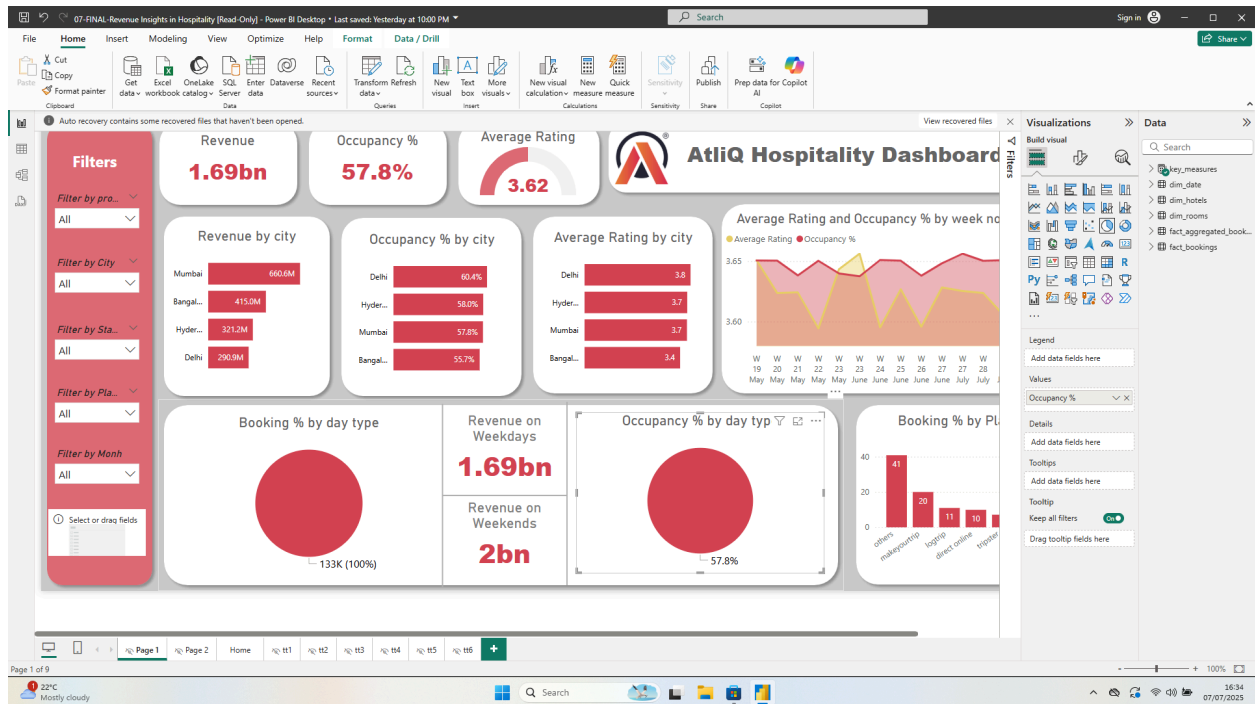 07-FINAL-Revenue Insights in Hospitality [Read-Only] - Power BI Desktop • Last saved: Yesterday at 10:00 PM
Search
Sign in
File
Home
Insert
Modeling
View
Optimize
Help
Format
Data / Drill
Share
Paste
Cut
Copy
Format painter
Clipboard
Get data
Excel workbook
OneLake catalog
SQL Server
Enter data
Dataverse
Recent sources
Data
Transform data
Refresh
Queries
New visual
Text box
More visuals
Insert
New visual calculation
New measure
Quick measure
Calculations
Sensitivity
Sensitivity
Publish
Share
Prep data for AI
Copilot
Copilot
Auto recovery contains some recovered files that haven't been opened.
View recovered files
Filters
Filter by pro...
All
Filter by City
All
Filter by Sta...
All
Filter by Pla...
All
Filter by Monh
All
Select or drag fields
Revenue
1.69bn
Occupancy %
57.8%
Average Rating
3.62
AtliQ Hospitality Dashboard
Revenue by city
Mumbai 660.6M
Bangal... 415.0M
Hyder... 321.2M
Delhi 290.9M
Occupancy % by city
Delhi 60.4%
Hyder... 58.0%
Mumbai 57.8%
Bangal... 55.7%
Average Rating by city
Delhi 3.8
Hyder... 3.7
Mumbai 3.7
Bangal... 3.4
Average Rating and Occupancy % by week no
Average Rating Occupancy %
3.65
3.60
W W W W W W W W W W W W
19 20 21 22 23 23 24 25 26 27 27 28
May May May May May June June June June June July July
Booking % by day type
133K (100%)
Revenue on
Weekdays
1.69bn
Revenue on
Weekends
2bn
Occupancy % by day typ
57.8%
Booking % by Pl
40
20
0
41
20
11
10
others
makeyourtrip
logtrip
direct online
tripster
Filters
Visualizations
Build visual
Legend
Add data fields here
Values
Occupancy %
Details
Add data fields here
Tooltips
Add data fields here
Tooltip
Keep all filters
On
Drag tooltip fields here
Data
Search
key_measures
dim_date
dim_hotels
dim_rooms
fact_aggregated_book...
fact_bookings
Page 1
Page 2
Home
tt1
tt2
tt3
tt4
tt5
tt6
Page 1 of 9
100%
1
22°C
Mostly cloudy
Search
16:34
07/07/2025